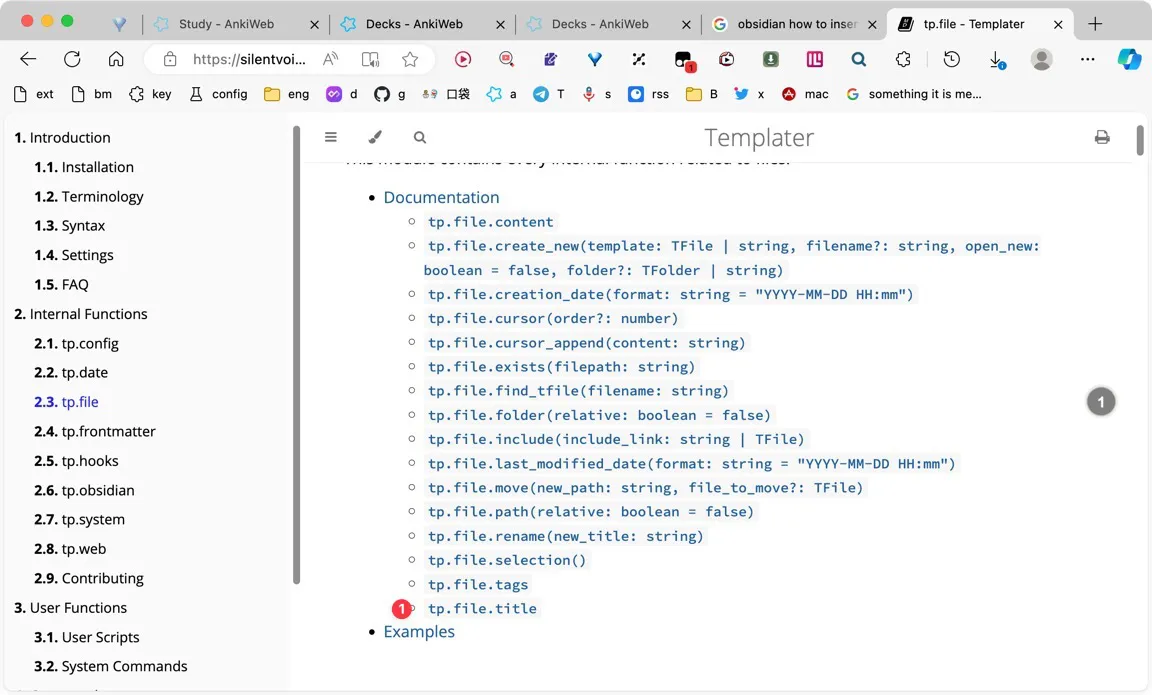 Study - AnkiWeb
Decks - AnkiWeb
Decks - AnkiWeb
obsidian how to inser
tp.file - Templater
https://silentvoi...
1
ext
bm
key
config
eng
d
g
口袋
a
T
s
rss
B
x
mac
something it is me...
1. Introduction
1.1. Installation
1.2. Terminology
1.3. Syntax
1.4. Settings
1.5. FAQ
2. Internal Functions
2.1. tp.config
2.2. tp.date
2.3. tp.file
2.4. tp.frontmatter
2.5. tp.hooks
2.6. tp.obsidian
2.7. tp.system
2.8. tp.web
2.9. Contributing
3. User Functions
3.1. User Scripts
3.2. System Commands
Templater
This module contains every internal function related to files.
Documentation
tp.file.content
tp.file.create_new(template: TFile | string, filename?: string, open_new:
boolean = false, folder?: TFolder | string)
tp.file.creation_date(format: string = "YYYY-MM-DD HH:mm")
tp.file.cursor(order?: number)
tp.file.cursor_append(content: string)
tp.file.exists(filepath: string)
tp.file.find_tfile(filename: string)
tp.file.folder(relative: boolean = false)
tp.file.include(include_link: string | TFile)
tp.file.last_modified_date(format: string = "YYYY-MM-DD HH:mm")
tp.file.move(new_path: string, file_to_move?: TFile)
tp.file.path(relative: boolean = false)
tp.file.rename(new_title: string)
tp.file.selection()
tp.file.tags
1 tp.file.title
Examples
1